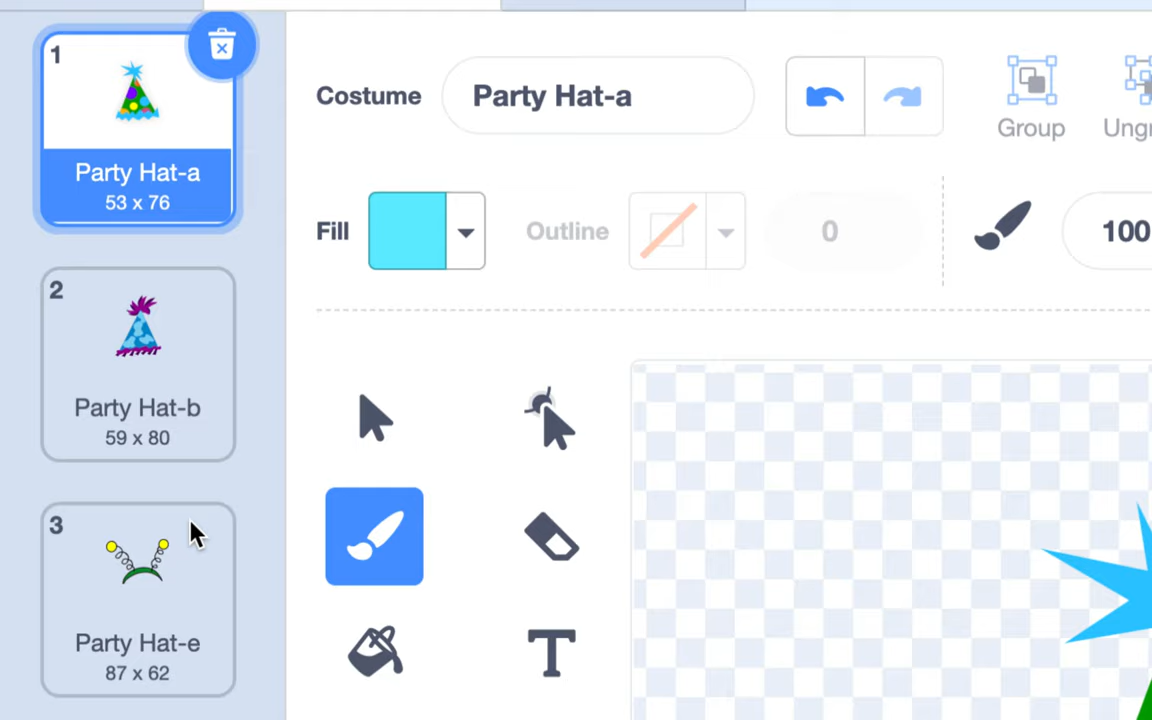 1
Party Hat-a
53 x 76
2
Party Hat-b
59 x 80
3
Party Hat-e
87 x 62
Costume Party Hat-a
Group Ungr
Fill Outline 0 100
T